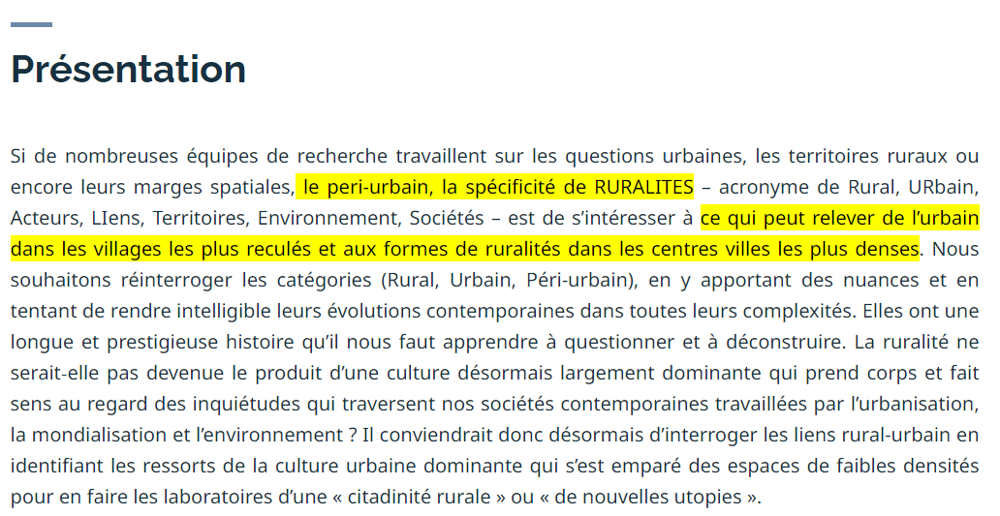 Présentation
Si de nombreuses équipes de recherche travaillent sur les questions urbaines, les territoires ruraux ou
encore leurs marges spatiales, le peri-urbain, la spécificité de RURALITES – acronyme de Rural, URbain,
Acteurs, LIens, Territoires, Environnement, Sociétés – est de s’intéresser à ce qui peut relever de l’urbain
dans les villages les plus reculés et aux formes de ruralités dans les centres villes les plus denses. Nous
souhaitons réinterroger les catégories (Rural, Urbain, Péri-urbain), en y apportant des nuances et en
tentant de rendre intelligible leurs évolutions contemporaines dans toutes leurs complexités. Elles ont une
longue et prestigieuse histoire qu’il nous faut apprendre à questionner et à déconstruire. La ruralité ne
serait-elle pas devenue le produit d’une culture désormais largement dominante qui prend corps et fait
sens au regard des inquiétudes qui traversent nos sociétés contemporaines travaillées par l’urbanisation,
la mondialisation et l’environnement ? Il conviendrait donc désormais d’interroger les liens rural-urbain en
identifiant les ressorts de la culture urbaine dominante qui s’est emparé des espaces de faibles densités
pour en faire les laboratoires d’une « citadinité rurale » ou « de nouvelles utopies ».